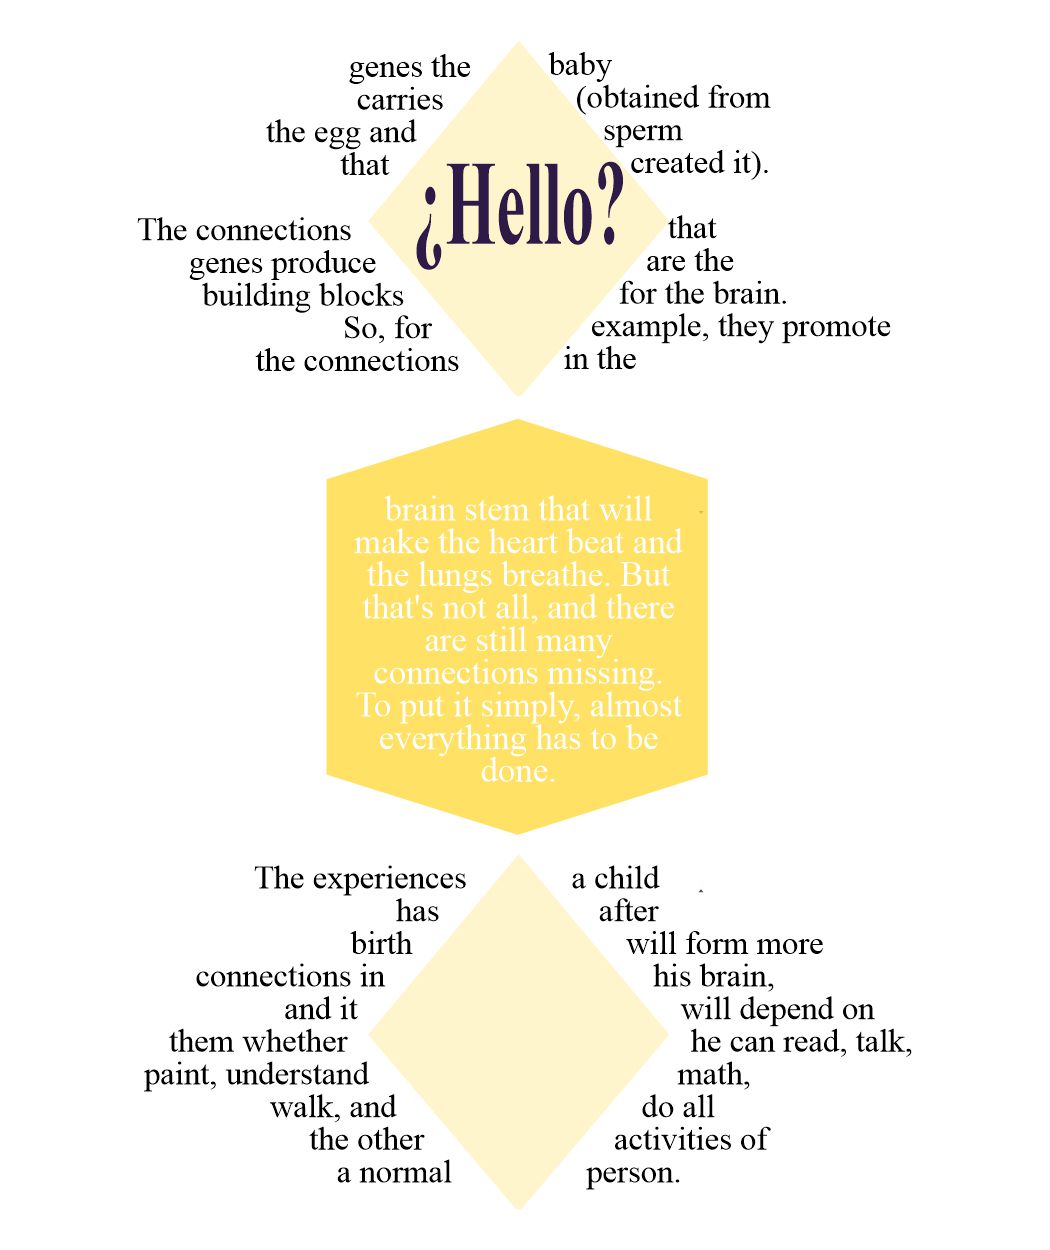 genes the baby
carries (obtained from
the egg and sperm
that created it).
¿Hello?
The connections that
genes produce are the
building blocks for the brain.
So, for example, they promote
the connections in the
brain stem that will
make the heart beat and
the lungs breathe. But
that's not all, and there
are still many
connections missing.
To put it simply, almost
everything has to be
done.
The experiences a child
has after
birth will form more
connections in his brain,
and it will depend on
them whether he can read, talk,
paint, understand math,
walk, and do all
the other activities of
a normal person.